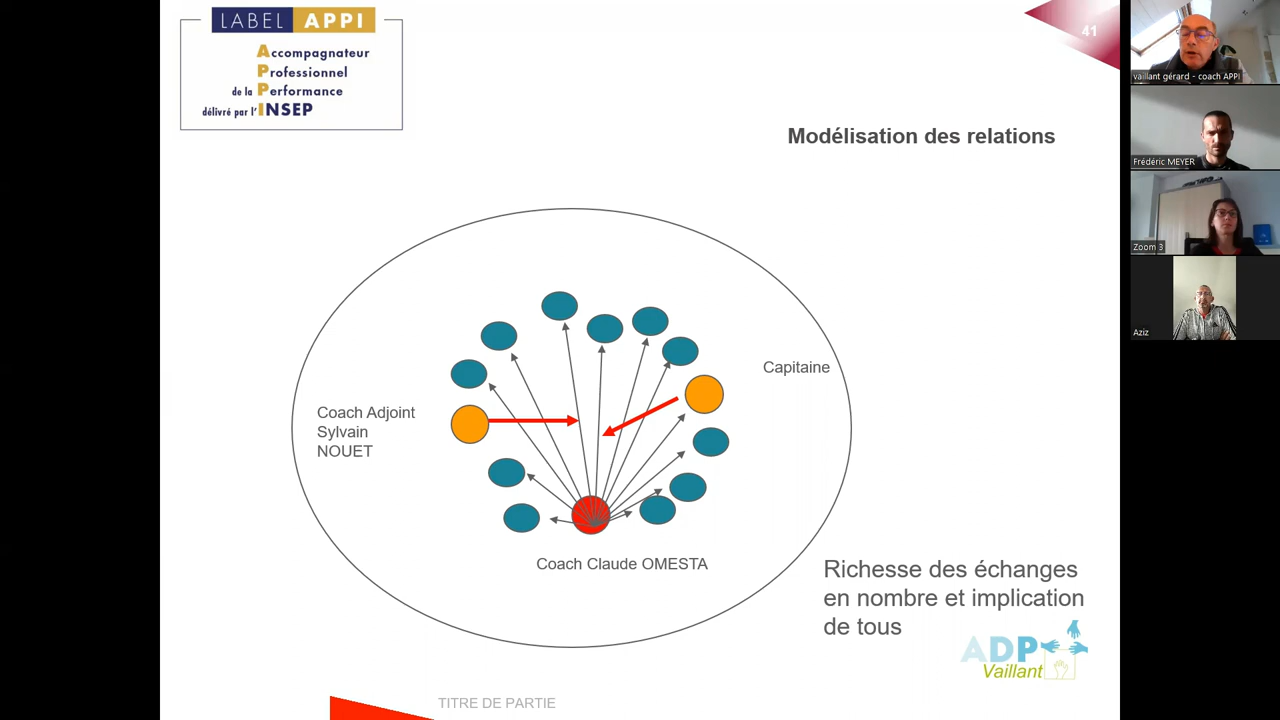 LABEL APPI
Accompagnateur
Professionnel
de la Performance
délivré par l'INSEP
41
Modélisation des relations
Capitaine
Coach Adjoint
Sylvain
NOUET
Coach Claude OMESTA
Richesse des échanges
en nombre et implication
de tous
ADP
Vaillant
TITRE DE PARTIE
vaillant gérard - coach APPI
Frédéric MEYER
Zoom 3
Aziz